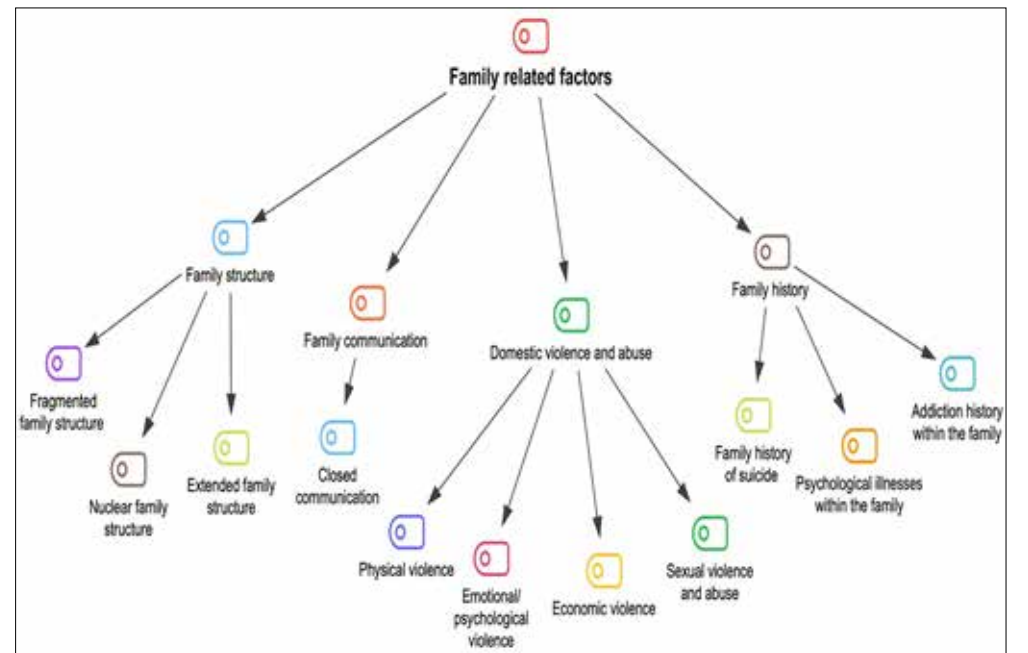 Family related factors
Family structure
Family history
Family communication
Domestic violence and abuse
Fragmented
family structure
Addiction history
within the family
Nuclear family
structure
Extended family
structure
Closed
communication
Family history
of suicide
Psychological illnesses
within the family
Physical violence
Emotional/
psychological
violence
Economic violence
Sexual violence
and abuse